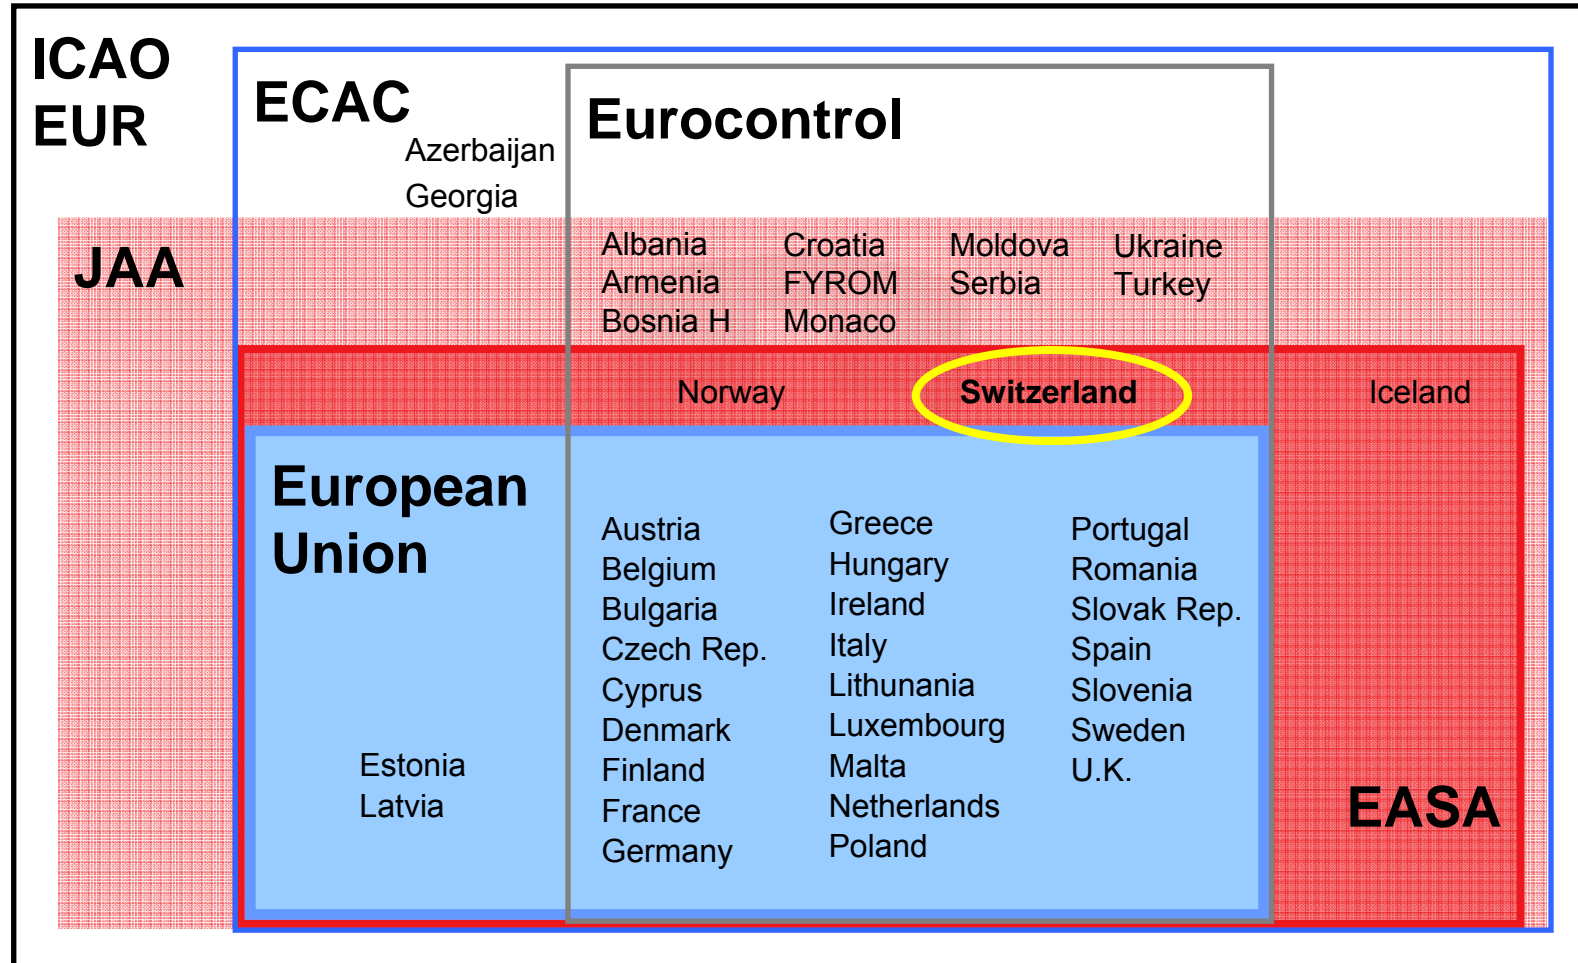 ICAO
EUR
ECAC
Eurocontrol
Azerbaijan
Georgia
JAA
Albania Croatia Moldova Ukraine
Armenia FYROM Serbia Turkey
Bosnia H Monaco
Norway Switzerland Iceland
European
Union
Austria Greece Portugal
Belgium Hungary Romania
Bulgaria Ireland Slovak Rep.
Czech Rep. Italy Spain
Cyprus Lithunania Slovenia
Denmark Luxembourg Sweden
Estonia Finland Malta U.K.
Latvia France Netherlands
Germany Poland
EASA